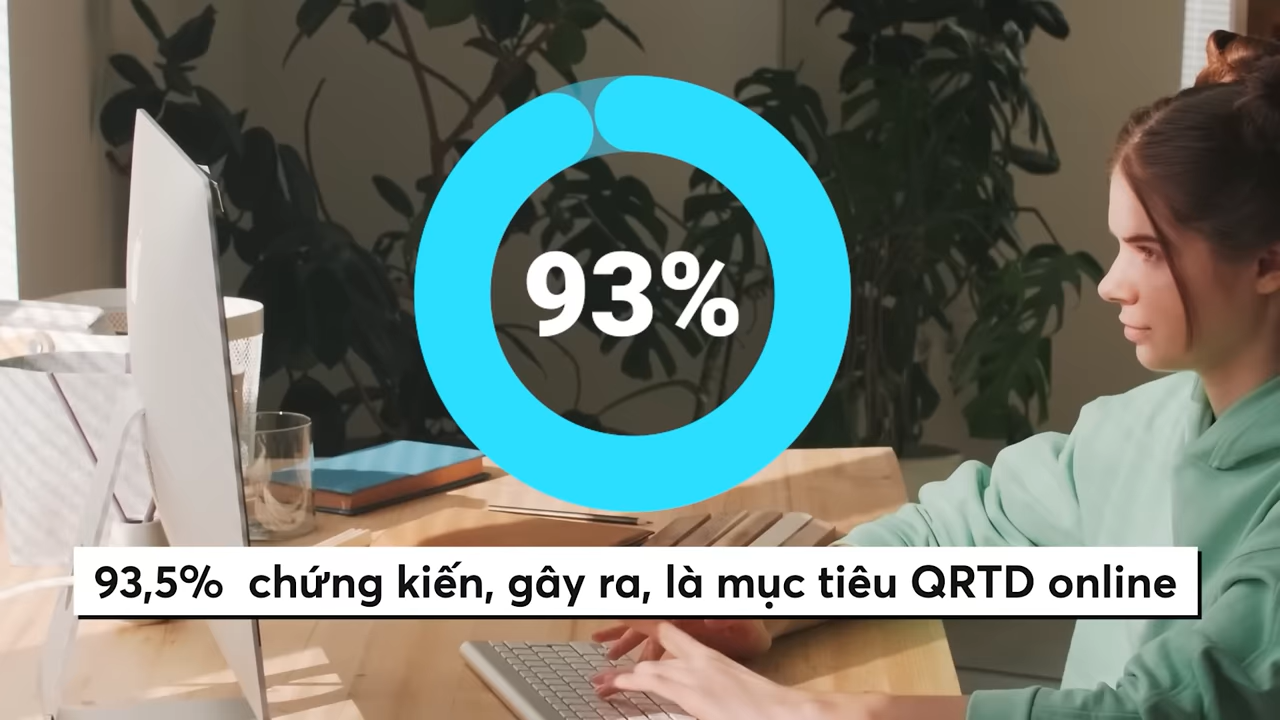 93%
93,5% chứng kiến, gây ra, là mục tiêu QRTD online